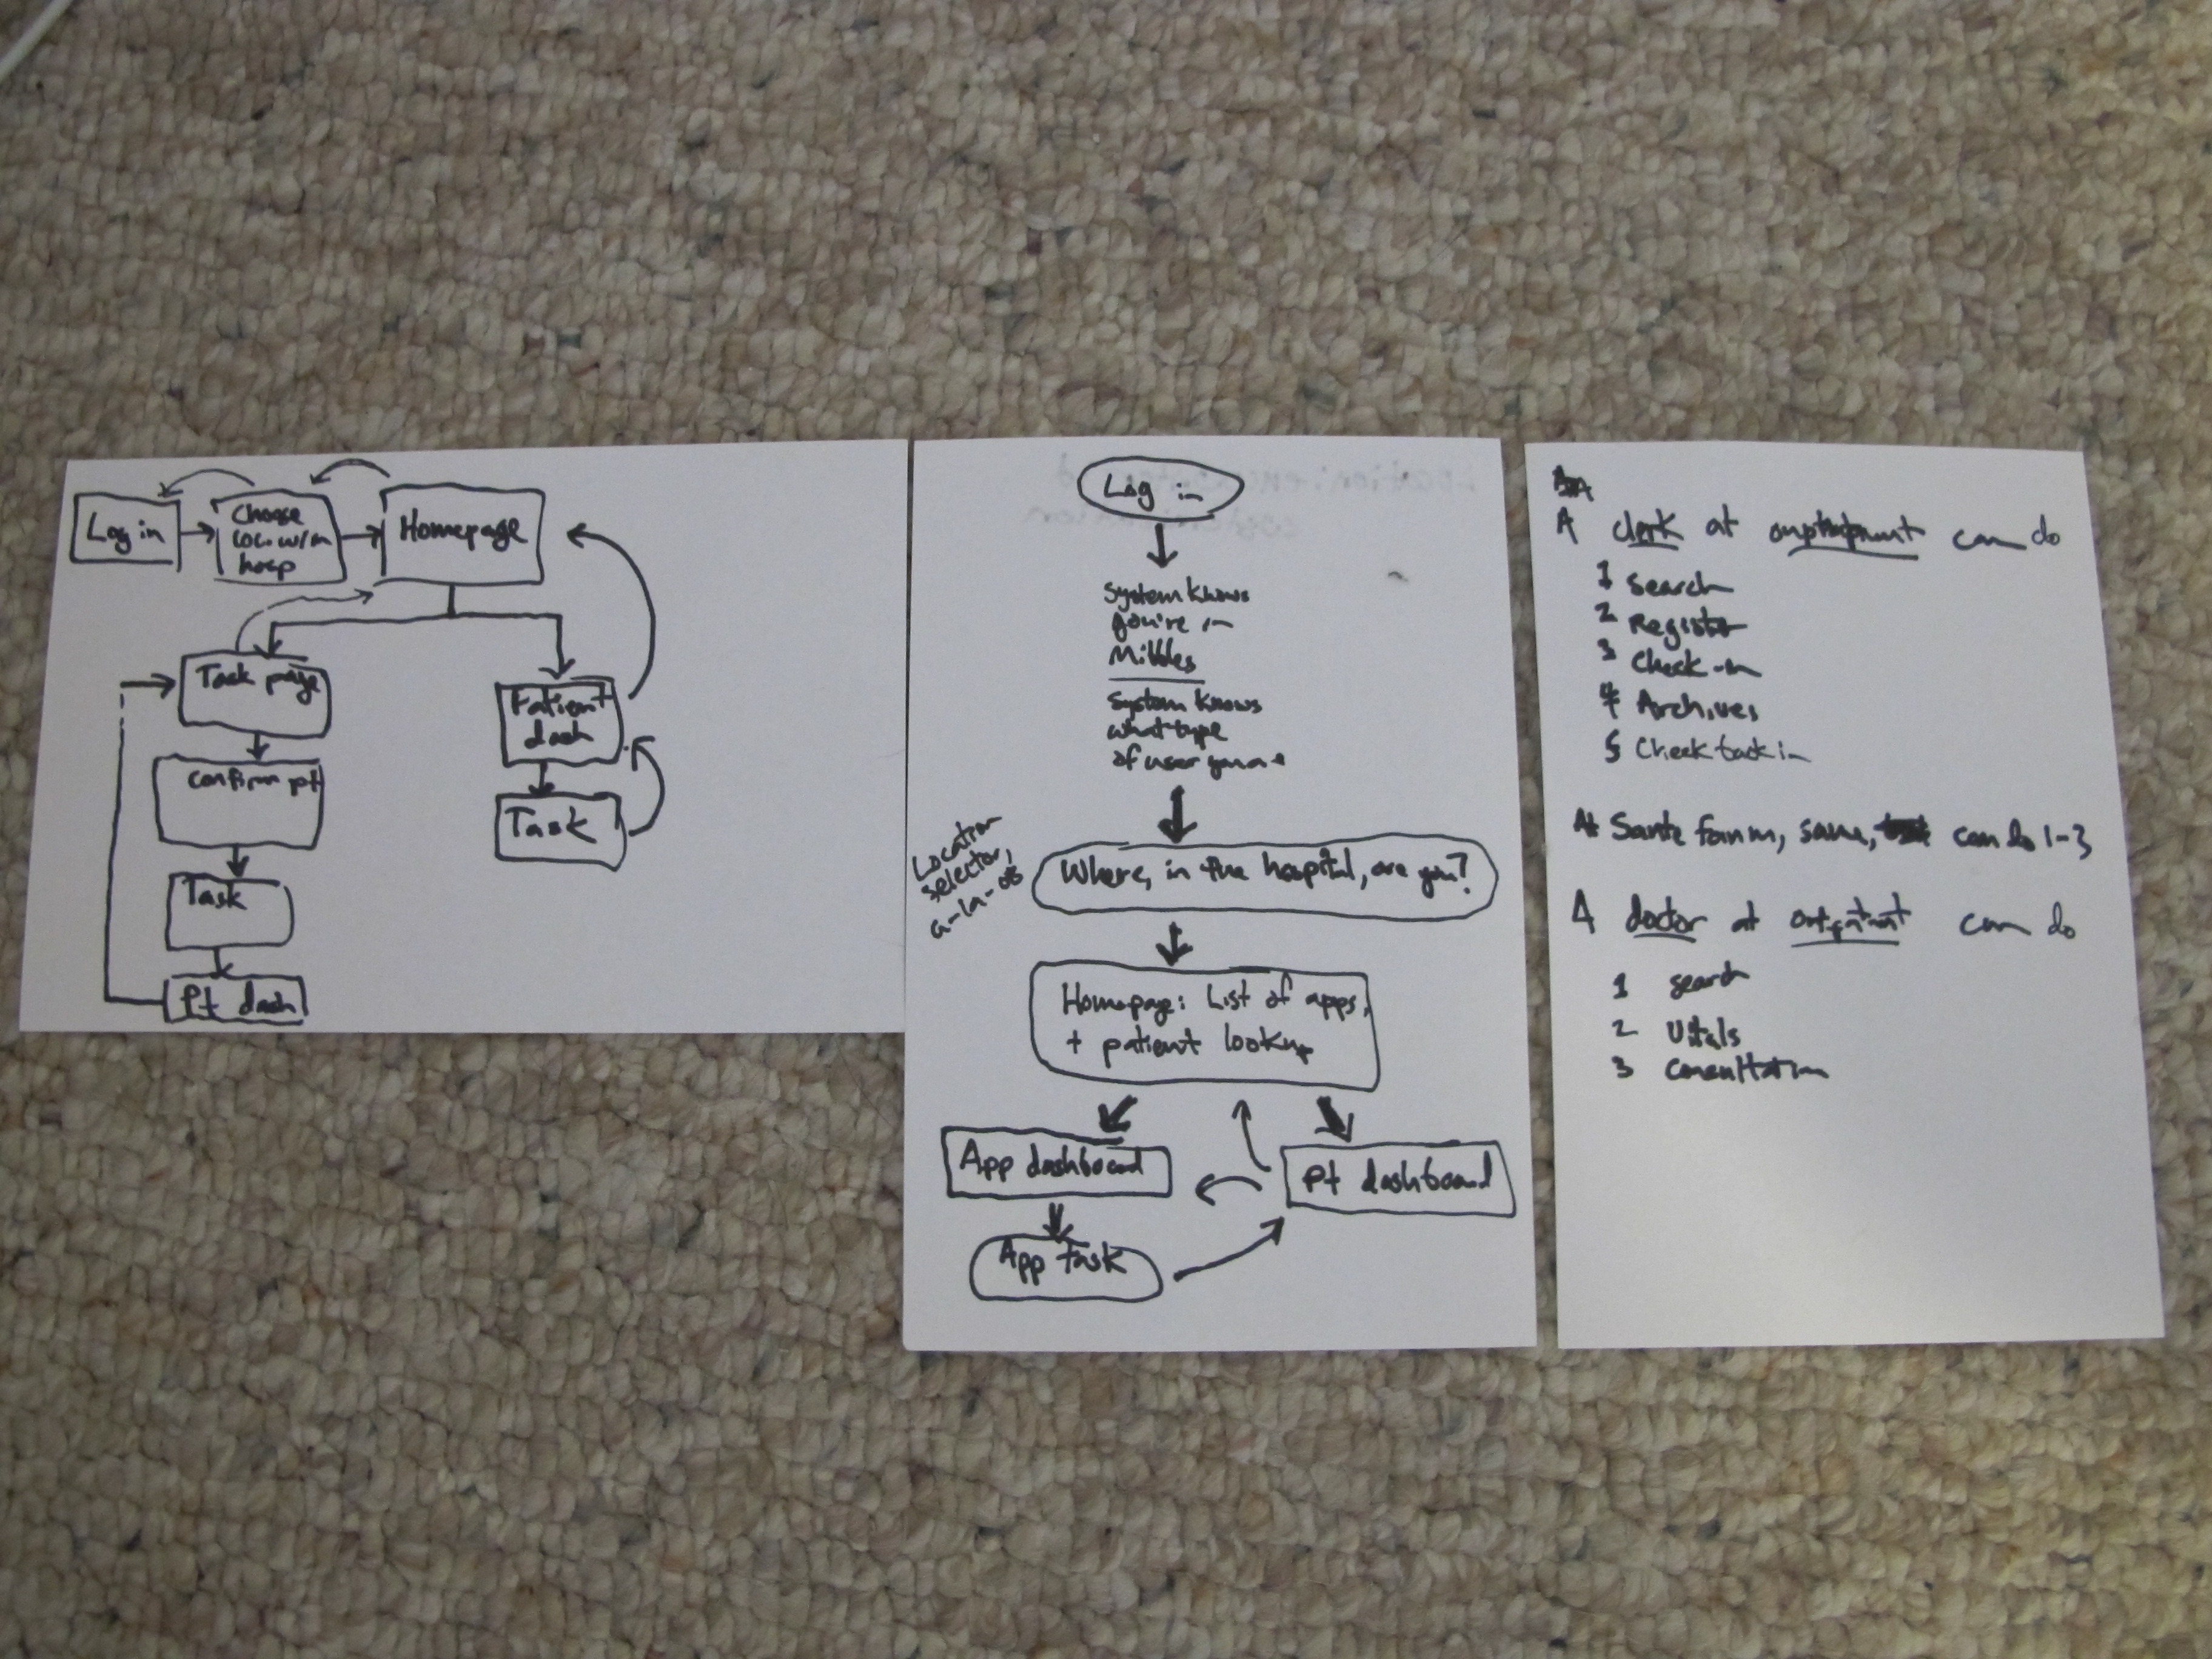 Log in
Choose
loc. w/in
hosp
Homepage
Task page
Confirm pt
Task
Pt dash
Patient
dash
Task
Log in
System knows
you're in
Mibles
System knows
what type
of user you are
Location
selector,
a-la-
Where, in the hospital, are you?
Homepage: List of apps,
+ patient lookup
App dashboard
Pt dashboard
App task
A clerk at can do
1 Search
2 Register
3 Check-in
4 Archives
5 Check back in
At Sante fanm, same, can do 1-3
A doctor at outpatient can do
1 search
2 Vitals
3 Consultation